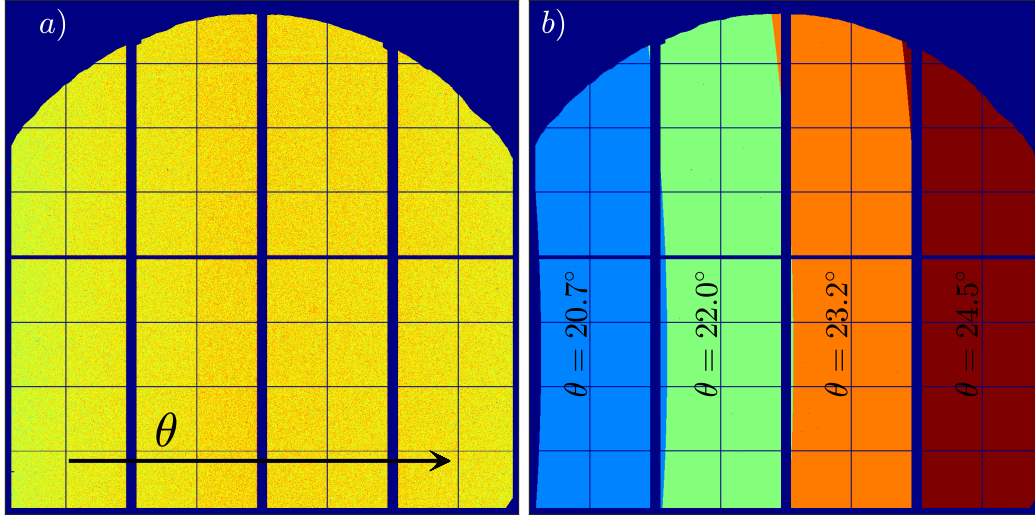 a)
θ
b)
θ = 20.7°
θ = 22.0°
θ = 23.2°
θ = 24.5°